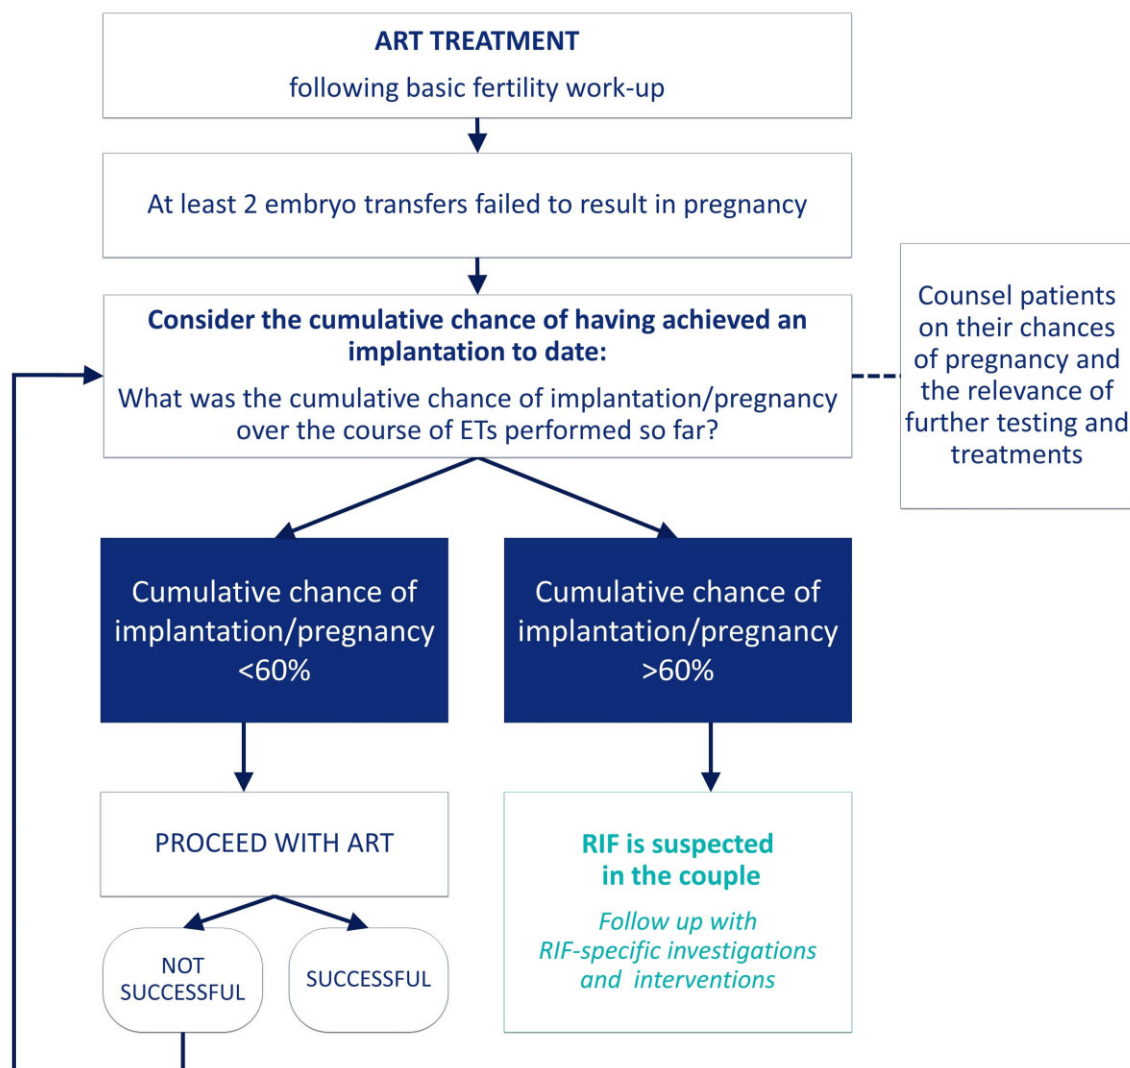 ART TREATMENT
following basic fertility work-up
At least 2 embryo transfers failed to result in pregnancy
Consider the cumulative chance of having achieved an
implantation to date:
What was the cumulative chance of implantation/pregnancy
over the course of ETs performed so far?
Counsel patients
on their chances
of pregnancy and
the relevance of
further testing and
treatments
Cumulative chance of
implantation/pregnancy
<60%
Cumulative chance of
implantation/pregnancy
>60%
PROCEED WITH ART
NOT
SUCCESSFUL
SUCCESSFUL
RIF is suspected
in the couple
Follow up with
RIF-specific investigations
and interventions